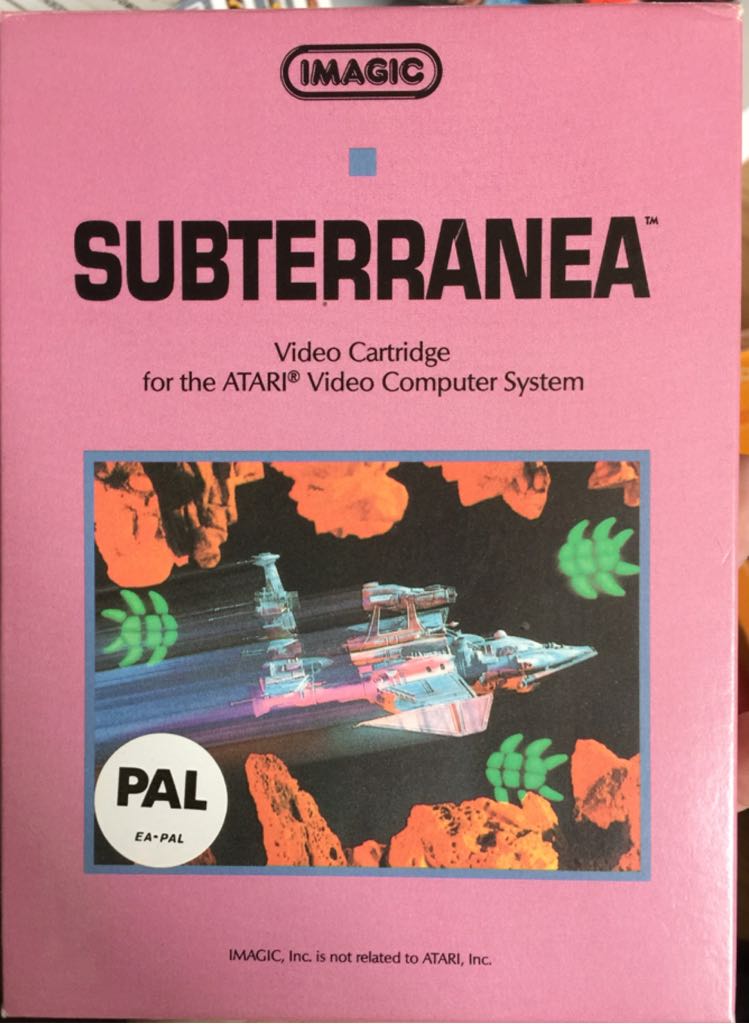 IMAGIC
SUBTERRANEA™
Video Cartridge
for the ATARI® Video Computer System
PAL
EA-PAL
IMAGIC, Inc. is not related to ATARI, Inc.